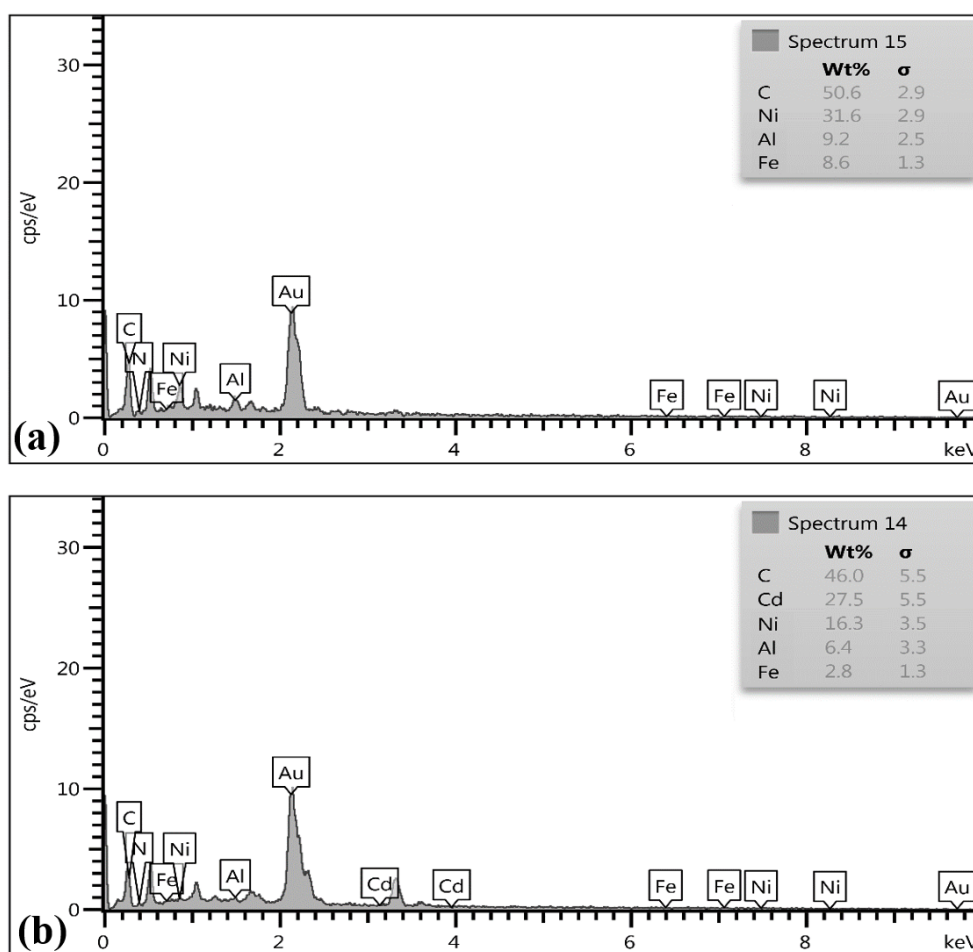 Spectrum 15
Wt% σ
C 50.6 2.9
Ni 31.6 2.9
Al 9.2 2.5
Fe 8.6 1.3
30
20
10
0
cps/eV
C
N
Fe
Ni
Al
Au
Fe
Fe
Ni
Ni
Au
(a)
0 2 4 6 8 keV
Spectrum 14
Wt% σ
C 46.0 5.5
Cd 27.5 5.5
Ni 16.3 3.5
Al 6.4 3.3
Fe 2.8 1.3
30
20
10
0
cps/eV
C
N
Fe
Ni
Al
Au
Cd
Cd
Fe
Fe
Ni
Ni
Au
(b)
0 2 4 6 8 keV